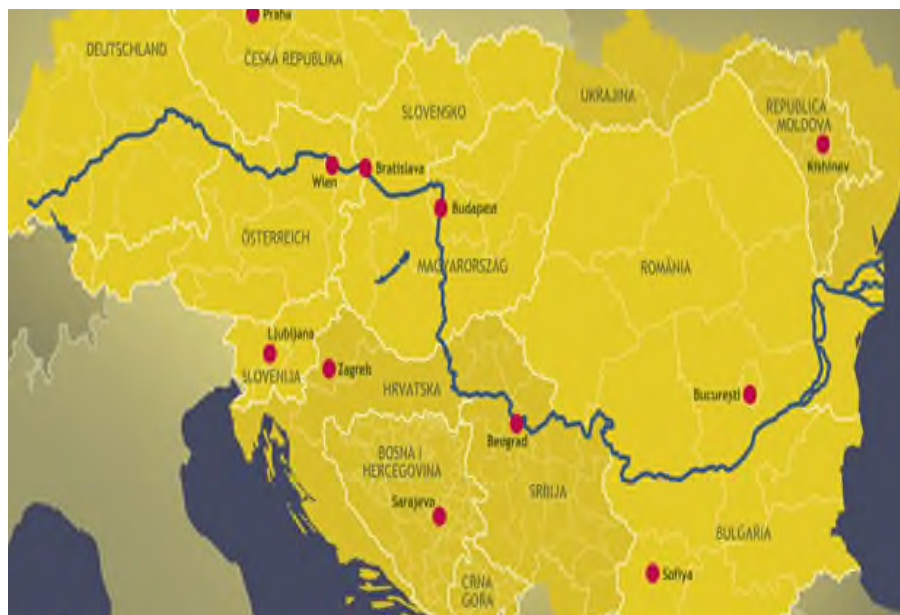 Praha
DEUTSCHLAND
ČESKÁ REPUBLIKA
SLOVENSKO
UKRAJINA
REPUBLICA
MOLDOVA
Kishinev
Wien
Bratislava
Budapest
ÖSTERREICH
MAGYARORSZÁG
ROMÂNIA
Ljubljana
SLOVENIJA
Zagreb
HRVATSKA
București
Beograd
BOSNA I
HERCEGOVINA
Sarajevo
SRBIJA
BULGARIA
CRNA
GORA
Sofiya